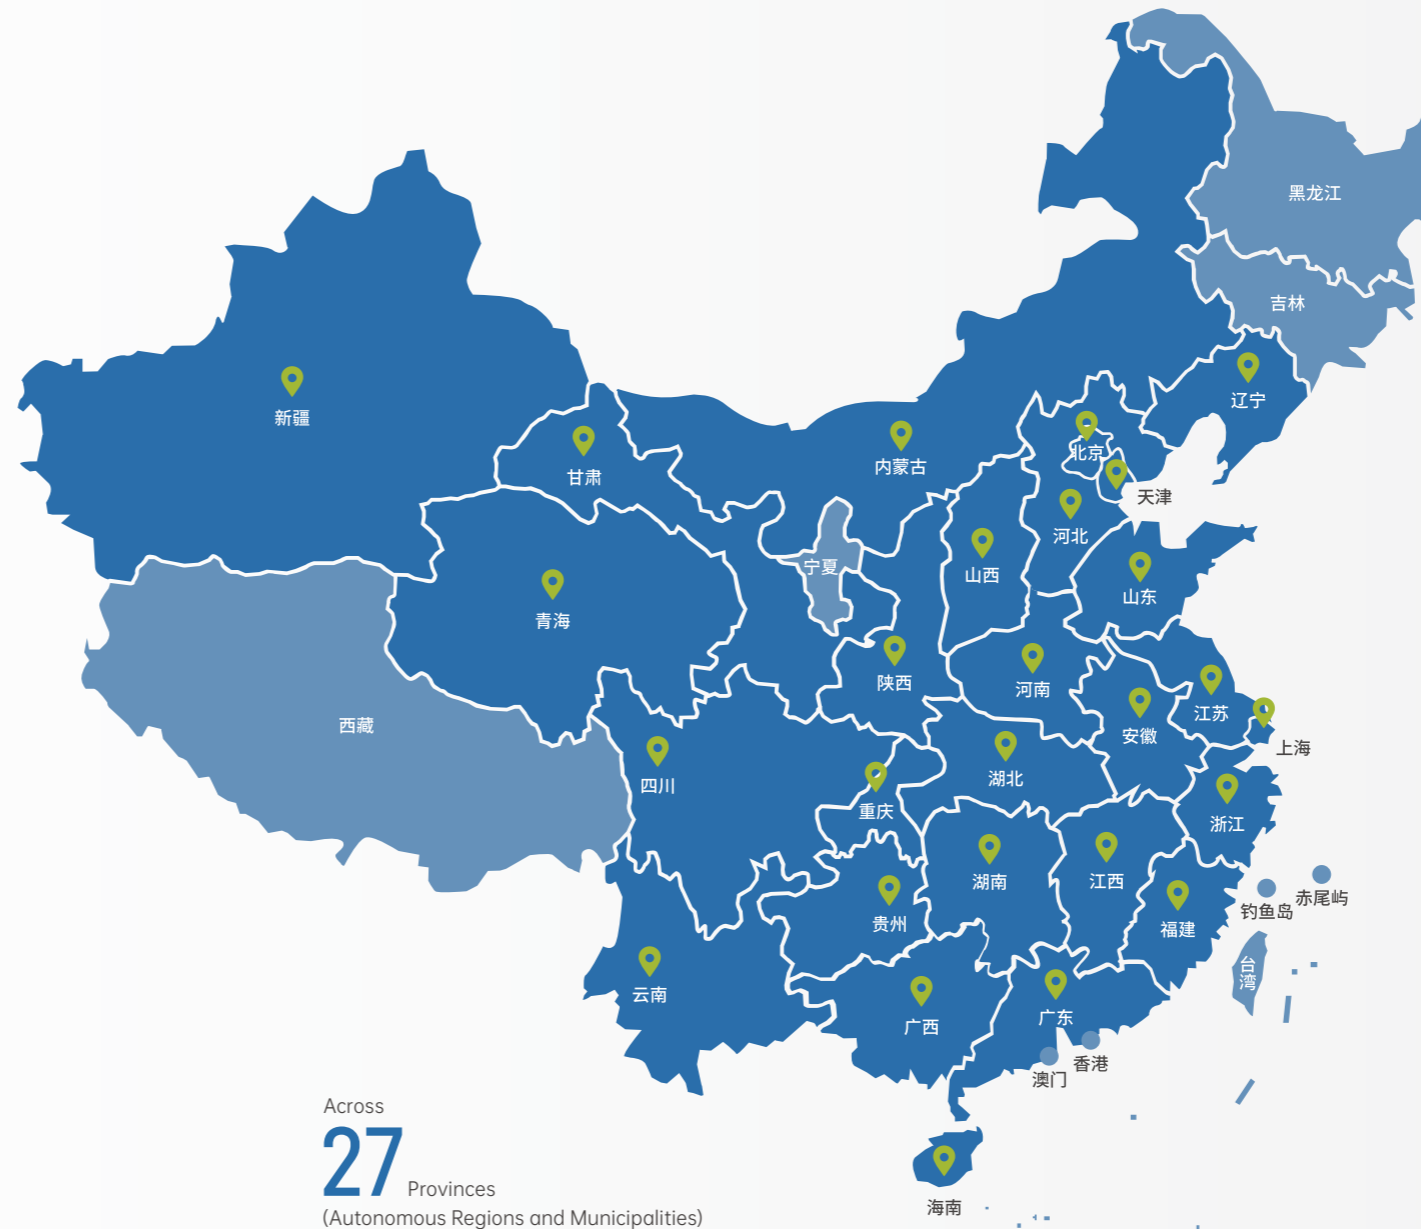 黑龙江
吉林
辽宁
新疆
内蒙古
北京
甘肃
天津
河北
宁夏
山西
山东
青海
陕西
河南
江苏
西藏
安徽
上海
四川
湖北
重庆
浙江
湖南
江西
赤尾屿
钓鱼岛
贵州
福建
台
湾
云南
广西
广东
香港
澳门
Across
27 Provinces
(Autonomous Regions and Municipalities)
海南